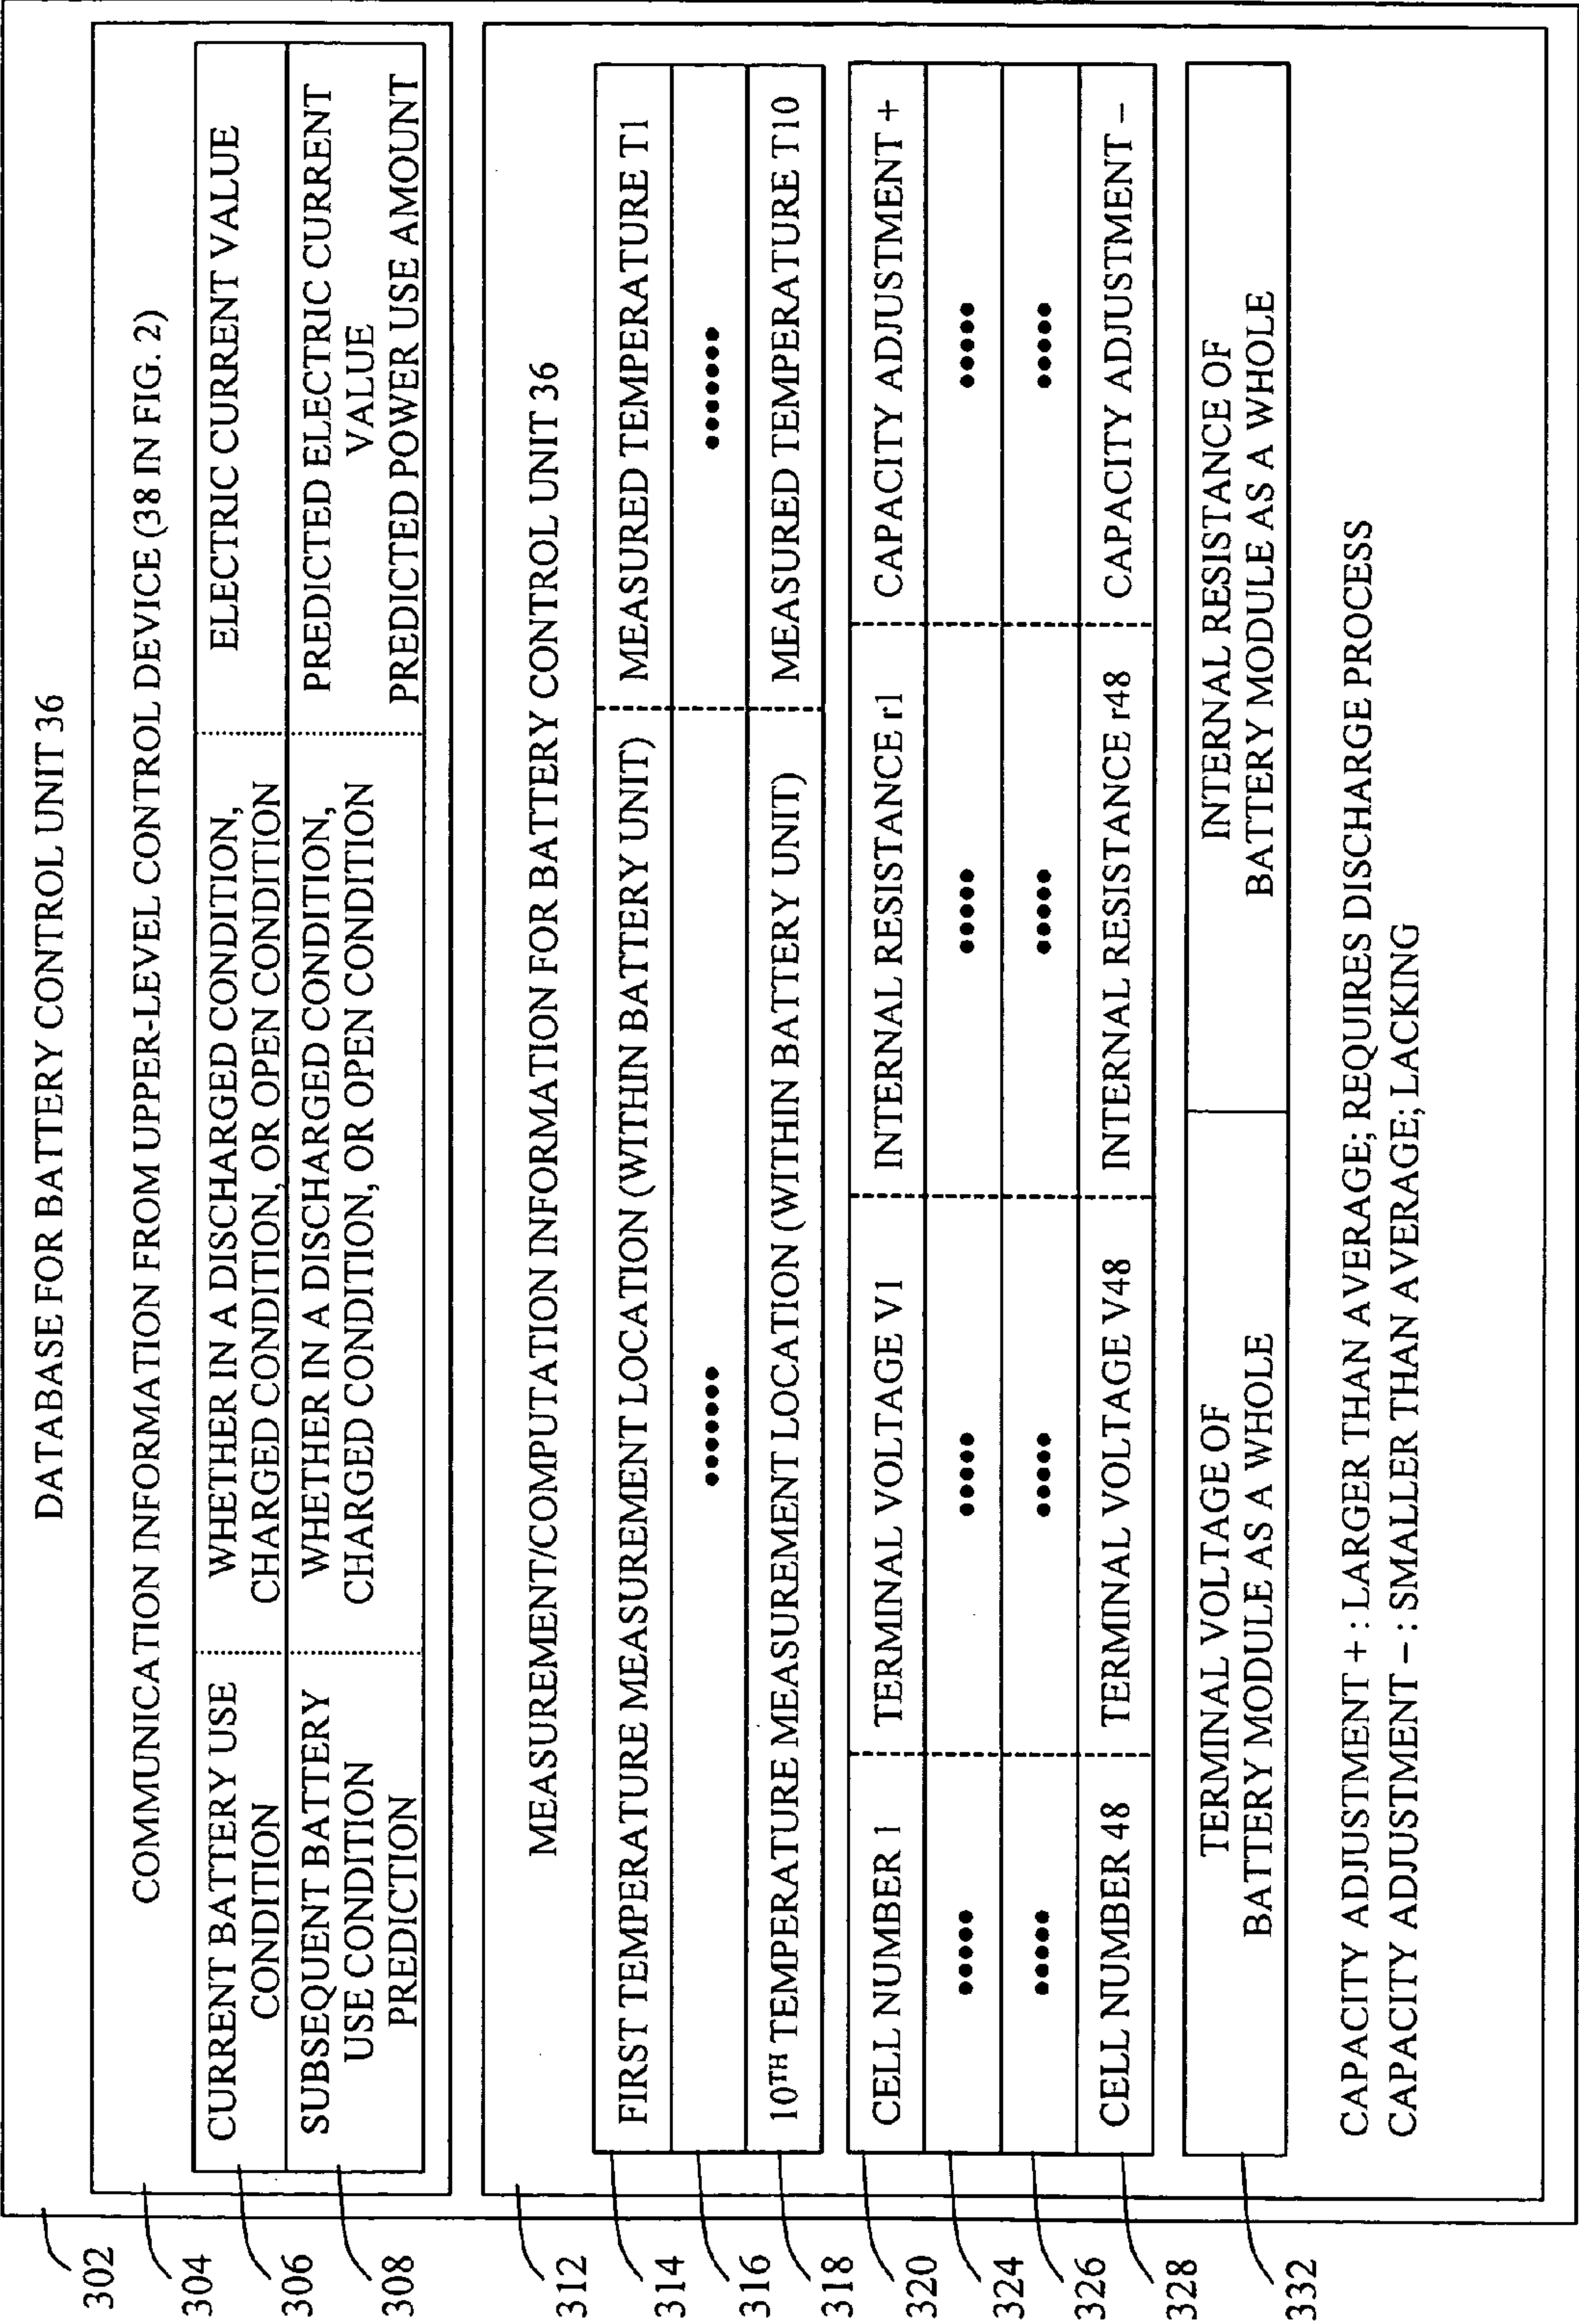 DATABASE FOR BATTERY CONTROL UNIT 36
302
COMMUNICATION INFORMATION FROM UPPER-LEVEL CONTROL DEVICE (38 IN FIG. 2)
304
CURRENT BATTERY USE
CONDITION
WHETHER IN A DISCHARGED CONDITION,
CHARGED CONDITION, OR OPEN CONDITION
ELECTRIC CURRENT VALUE
306
SUBSEQUENT BATTERY
USE CONDITION
PREDICTION
WHETHER IN A DISCHARGED CONDITION,
CHARGED CONDITION, OR OPEN CONDITION
PREDICTED ELECTRIC CURRENT
VALUE
PREDICTED POWER USE AMOUNT
308
MEASUREMENT/COMPUTATION INFORMATION FOR BATTERY CONTROL UNIT 36
312
FIRST TEMPERATURE MEASUREMENT LOCATION (WITHIN BATTERY UNIT)
MEASURED TEMPERATURE T1
314
•••••••
•••••••
316
10TH TEMPERATURE MEASUREMENT LOCATION (WITHIN BATTERY UNIT)
MEASURED TEMPERATURE T10
318
CELL NUMBER 1
TERMINAL VOLTAGE V1
INTERNAL RESISTANCE r1
CAPACITY ADJUSTMENT +
320
•••••
•••••
•••••
•••••
324
•••••
•••••
•••••
•••••
326
CELL NUMBER 48
TERMINAL VOLTAGE V48
INTERNAL RESISTANCE r48
CAPACITY ADJUSTMENT −
328
TERMINAL VOLTAGE OF
BATTERY MODULE AS A WHOLE
INTERNAL RESISTANCE OF
BATTERY MODULE AS A WHOLE
332
CAPACITY ADJUSTMENT + : LARGER THAN AVERAGE; REQUIRES DISCHARGE PROCESS
CAPACITY ADJUSTMENT − : SMALLER THAN AVERAGE; LACKING